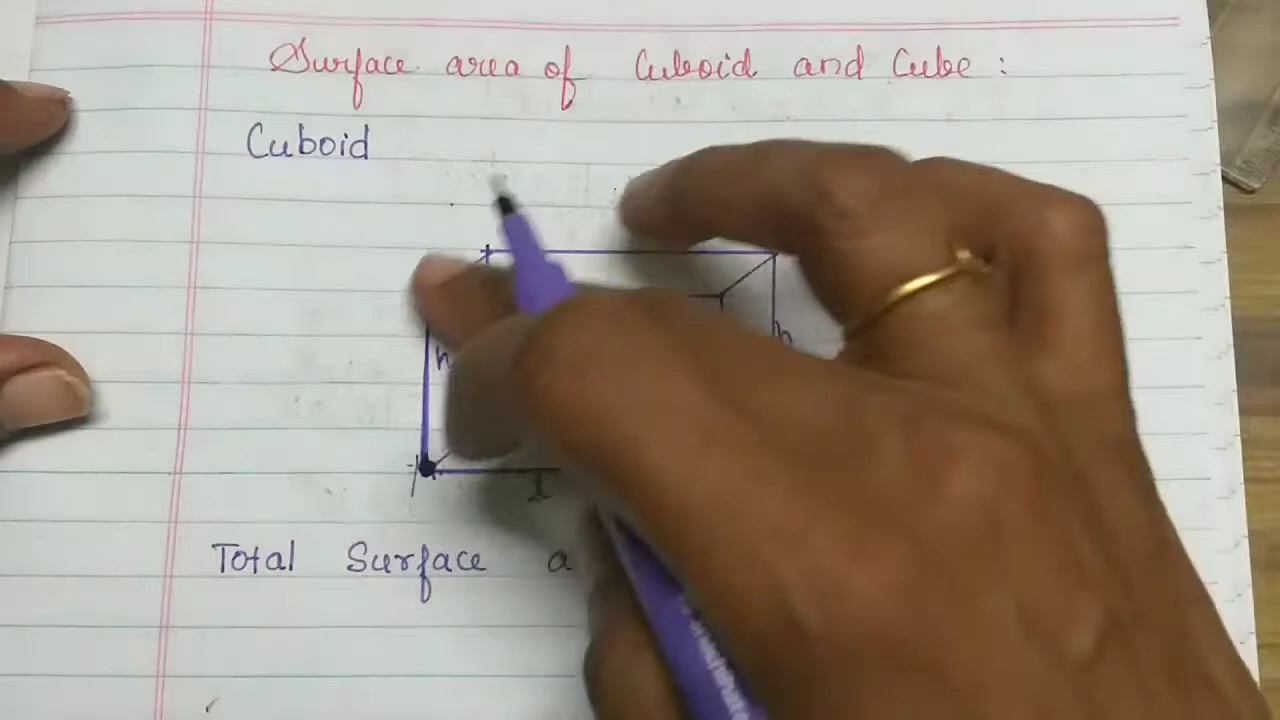 Surface area of Cuboid and Cube :
Cuboid
h
h
l
Total Surface a